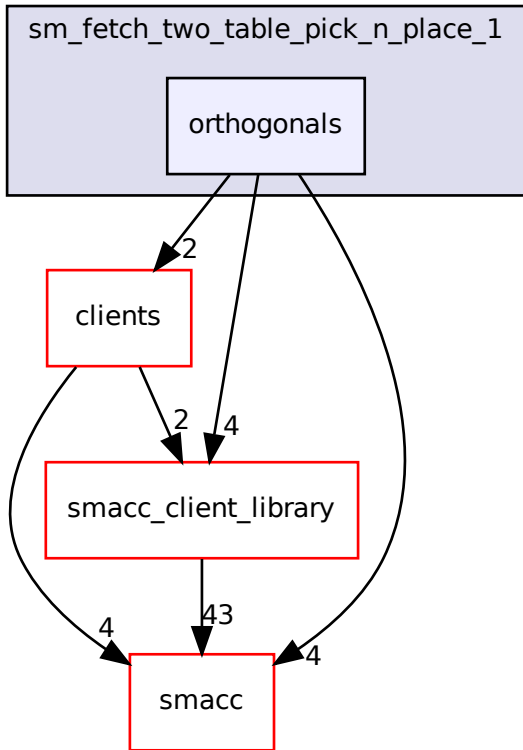 sm_fetch_two_table_pick_n_place_1
orthogonals
2
clients
2
4
smacc_client_library
4
43
4
smacc